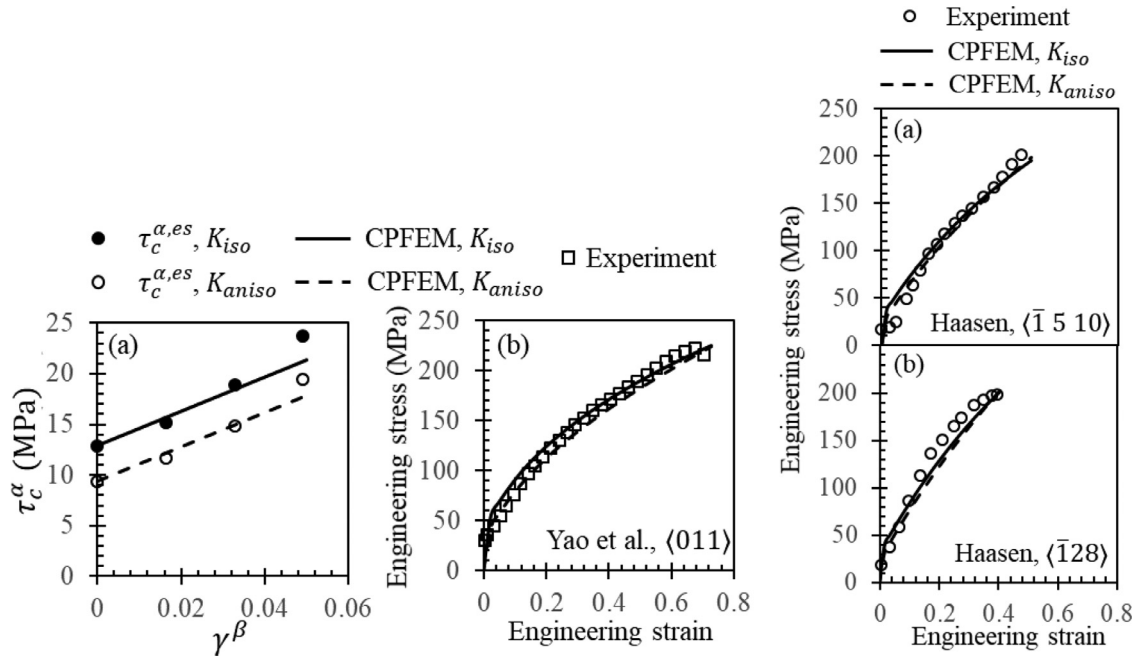 Experiment
CPFEM, K_iso
CPFEM, K_aniso
τ_c^{α,es}, K_iso
CPFEM, K_iso
τ_c^{α,es}, K_aniso
CPFEM, K_aniso
Experiment
(a)
25
20
15
10
5
0
τ_c^α (MPa)
0 0.02 0.04 0.06
γ^β
(b)
250
200
150
100
50
0
Engineering stress (MPa)
Yao et al., ⟨011⟩
0 0.2 0.4 0.6 0.8
Engineering strain
(a)
250
200
150
100
50
0
Haasen, ⟨1̅ 5 10⟩
Engineering stress (MPa)
(b)
200
150
100
50
0
Haasen, ⟨1̅28⟩
0 0.2 0.4 0.6 0.8
Engineering strain